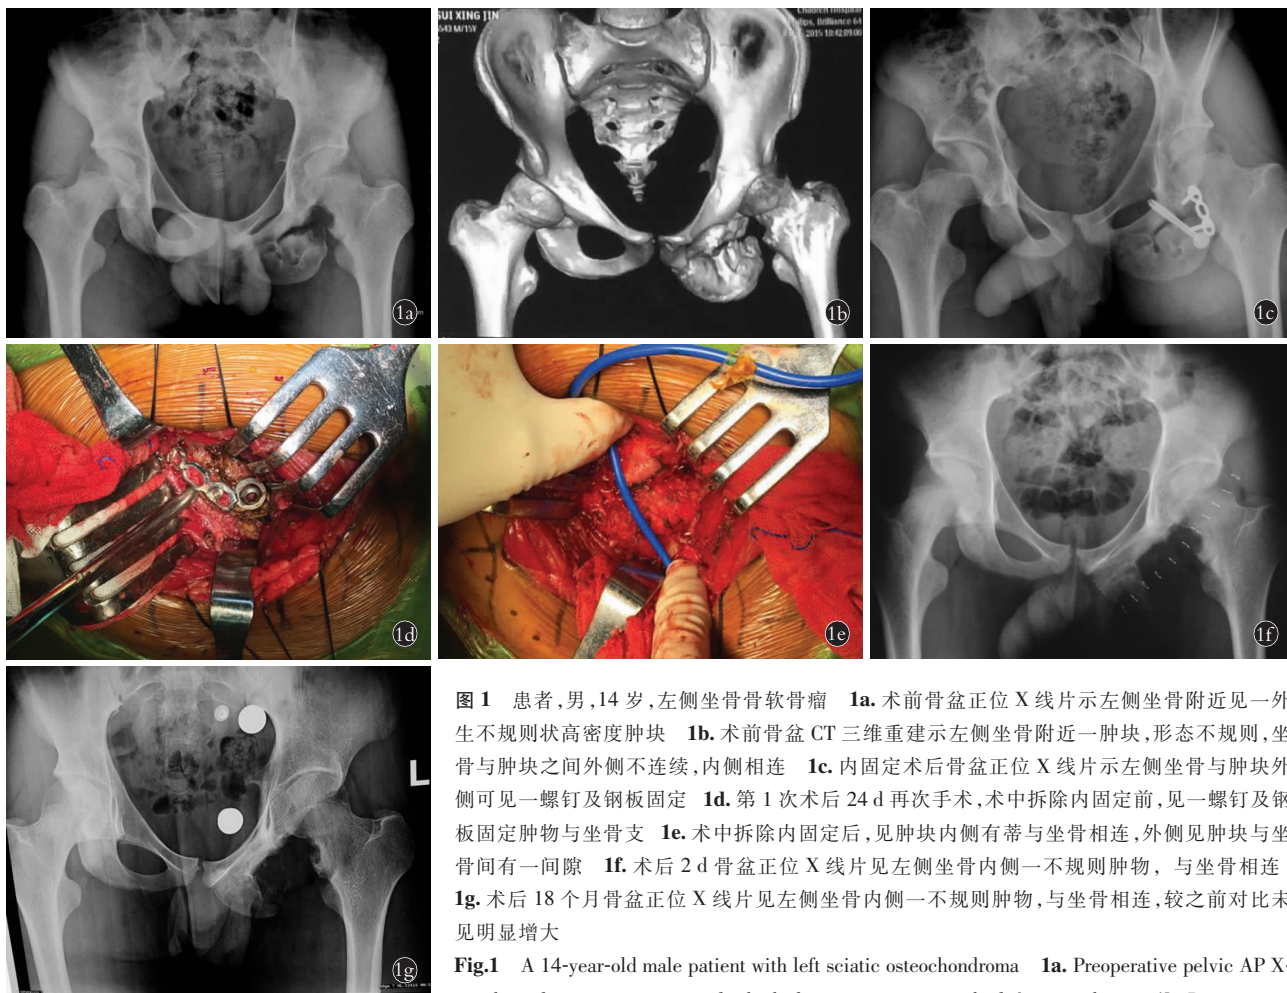 SUI XING JIN
643 M/15Y
Children Hospital
lips, Brilliance 64
2015 10:42:09.00
1a
1b
1c
1d
1e
1f
L
1g
图 1 患者,男,14 岁,左侧坐骨骨软骨瘤 1a. 术前骨盆正位 X 线片示左侧坐骨附近见一外
生不规则状高密度肿块 1b. 术前骨盆 CT 三维重建示左侧坐骨附近一肿块,形态不规则,坐
骨与肿块之间外侧不连续,内侧相连 1c. 内固定术后骨盆正位 X 线片示左侧坐骨与肿块外
侧可见一螺钉及钢板固定 1d. 第 1 次术后 24 d 再次手术,术中拆除内固定前,见一螺钉及钢
板固定肿物与坐骨支 1e. 术中拆除内固定后,见肿块内侧有蒂与坐骨相连,外侧见肿块与坐
骨间有一间隙 1f. 术后 2 d 骨盆正位 X 线片见左侧坐骨内侧一不规则肿物, 与坐骨相连
1g. 术后 18 个月骨盆正位 X 线片见左侧坐骨内侧一不规则肿物,与坐骨相连,较之前对比未
见明显增大
Fig.1 A 14-year-old male patient with left sciatic osteochondroma 1a. Preoperative pelvic AP X-